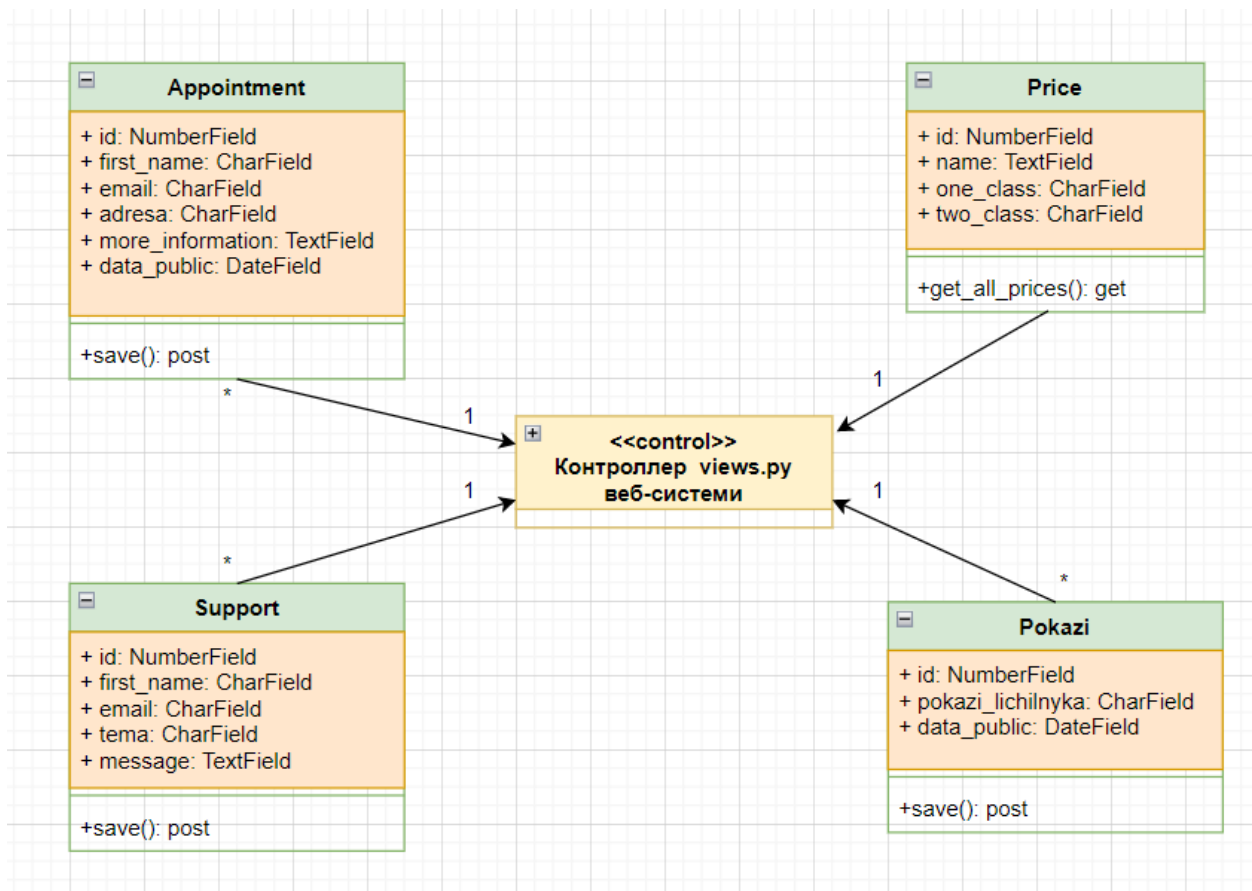 Appointment
+ id: NumberField
+ first_name: CharField
+ email: CharField
+ adresa: CharField
+ more_information: TextField
+ data_public: DateField
+save(): post
Price
+ id: NumberField
+ name: TextField
+ one_class: CharField
+ two_class: CharField
+get_all_prices(): get
*
1
1
<<control>>
Контроллер views.py
веб-системи
1
1
*
*
Support
+ id: NumberField
+ first_name: CharField
+ email: CharField
+ tema: CharField
+ message: TextField
+save(): post
Pokazi
+ id: NumberField
+ pokazi_lichilnyka: CharField
+ data_public: DateField
+save(): post